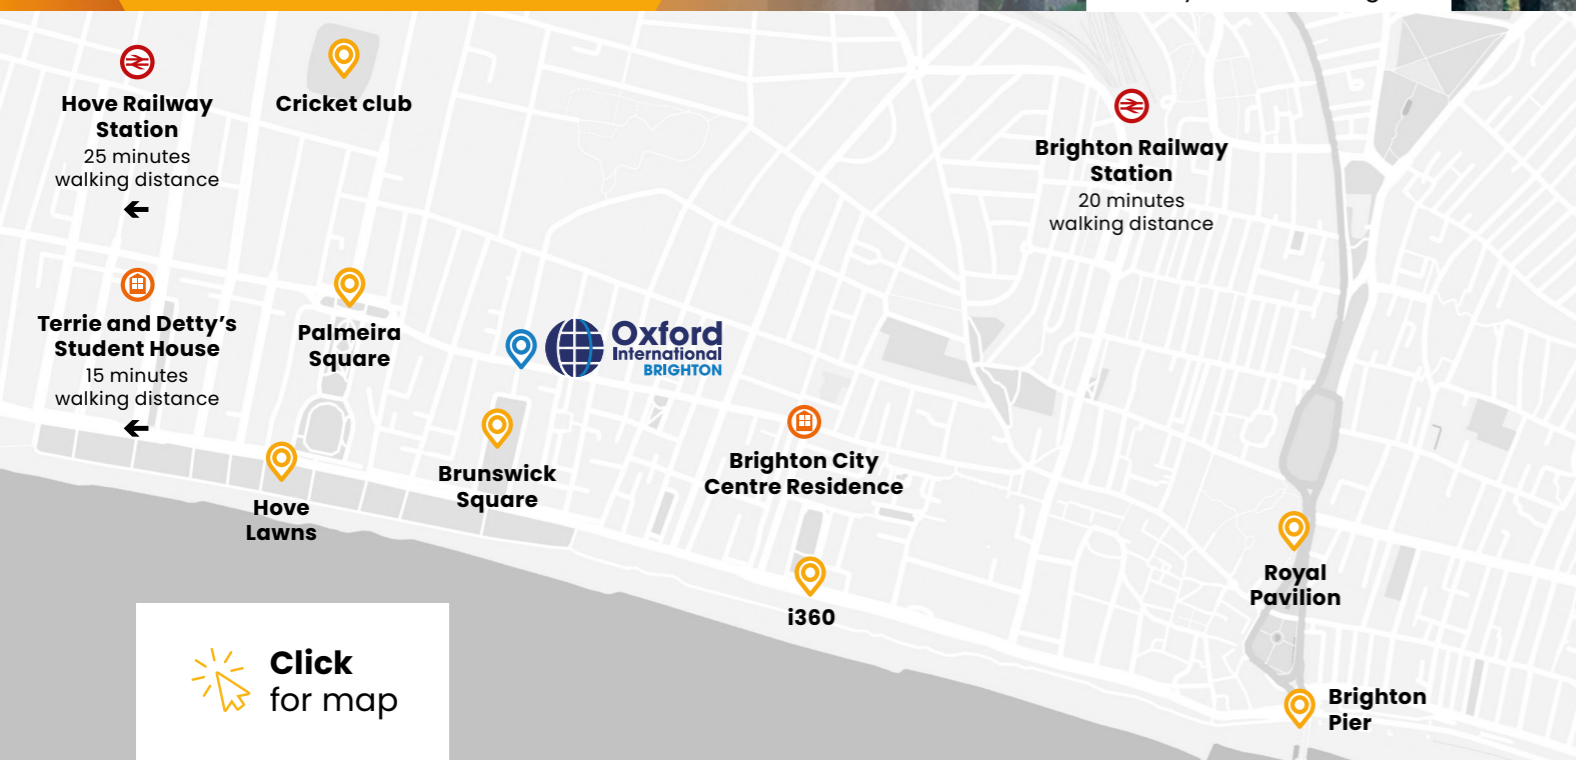 Hove Railway
Station
25 minutes
walking distance
Cricket club
Brighton Railway
Station
20 minutes
walking distance
Terrie and Detty’s
Student House
15 minutes
walking distance
Palmeira
Square
Oxford
International
BRIGHTON
Brunswick
Square
Brighton City
Centre Residence
Hove
Lawns
i360
Royal
Pavilion
Brighton
Pier
Click
for map